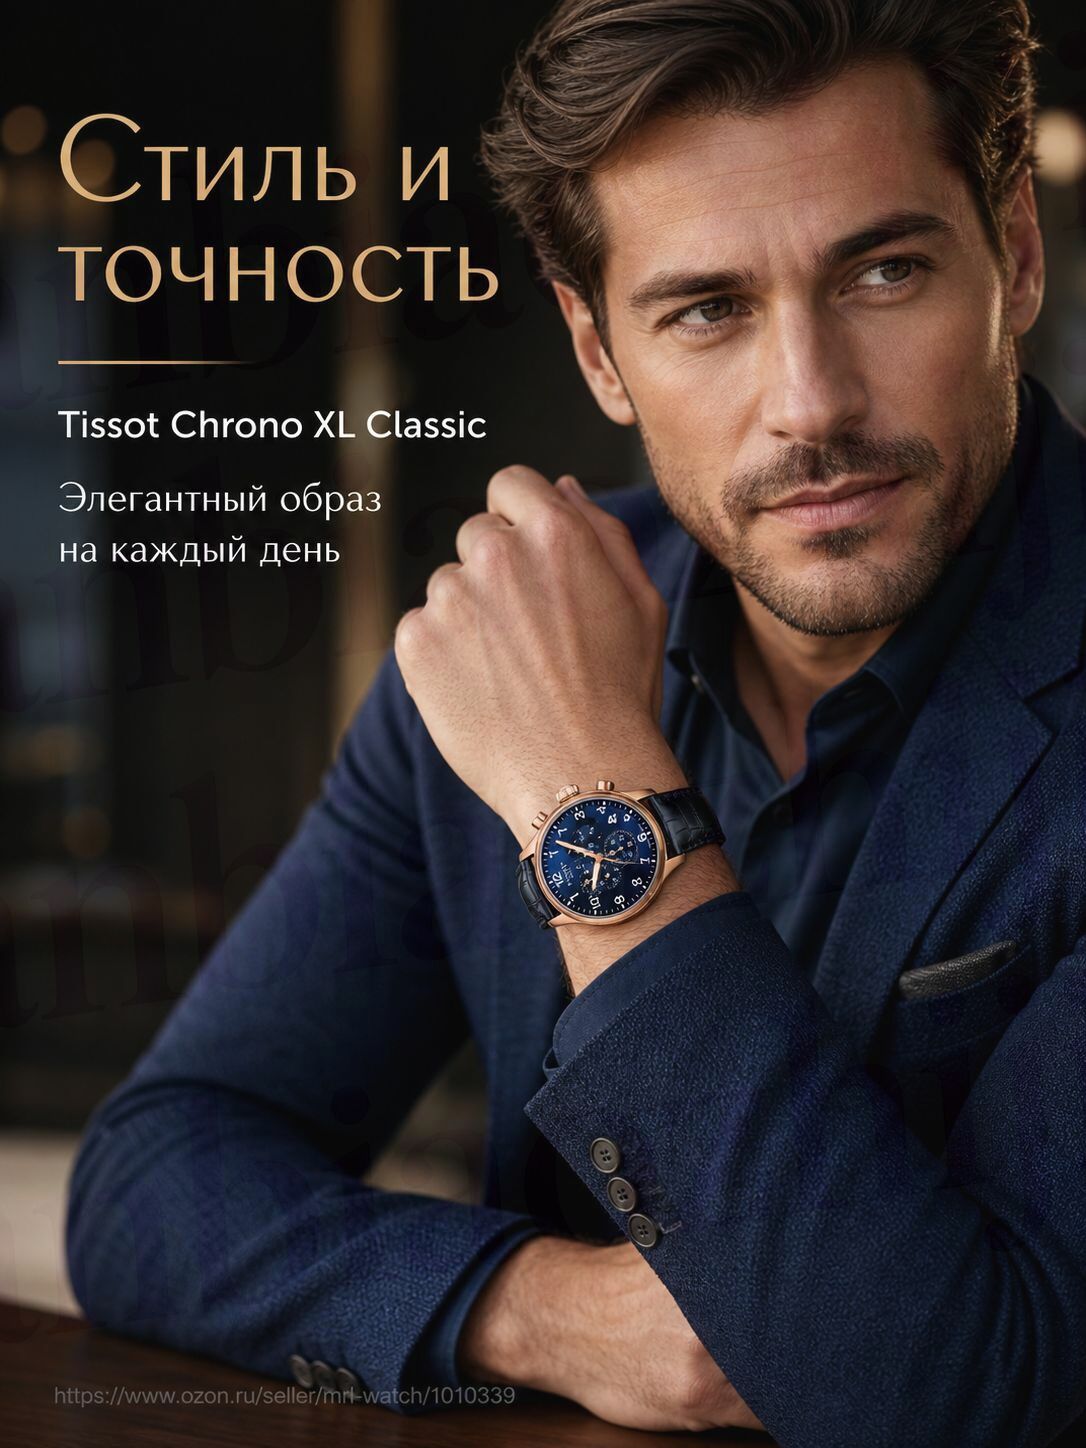 Стиль и
точность
Tissot Chrono XL Classic
Элегантный образ
на каждый день
https://www.ozon.ru/seller/mrl-watch/1010339